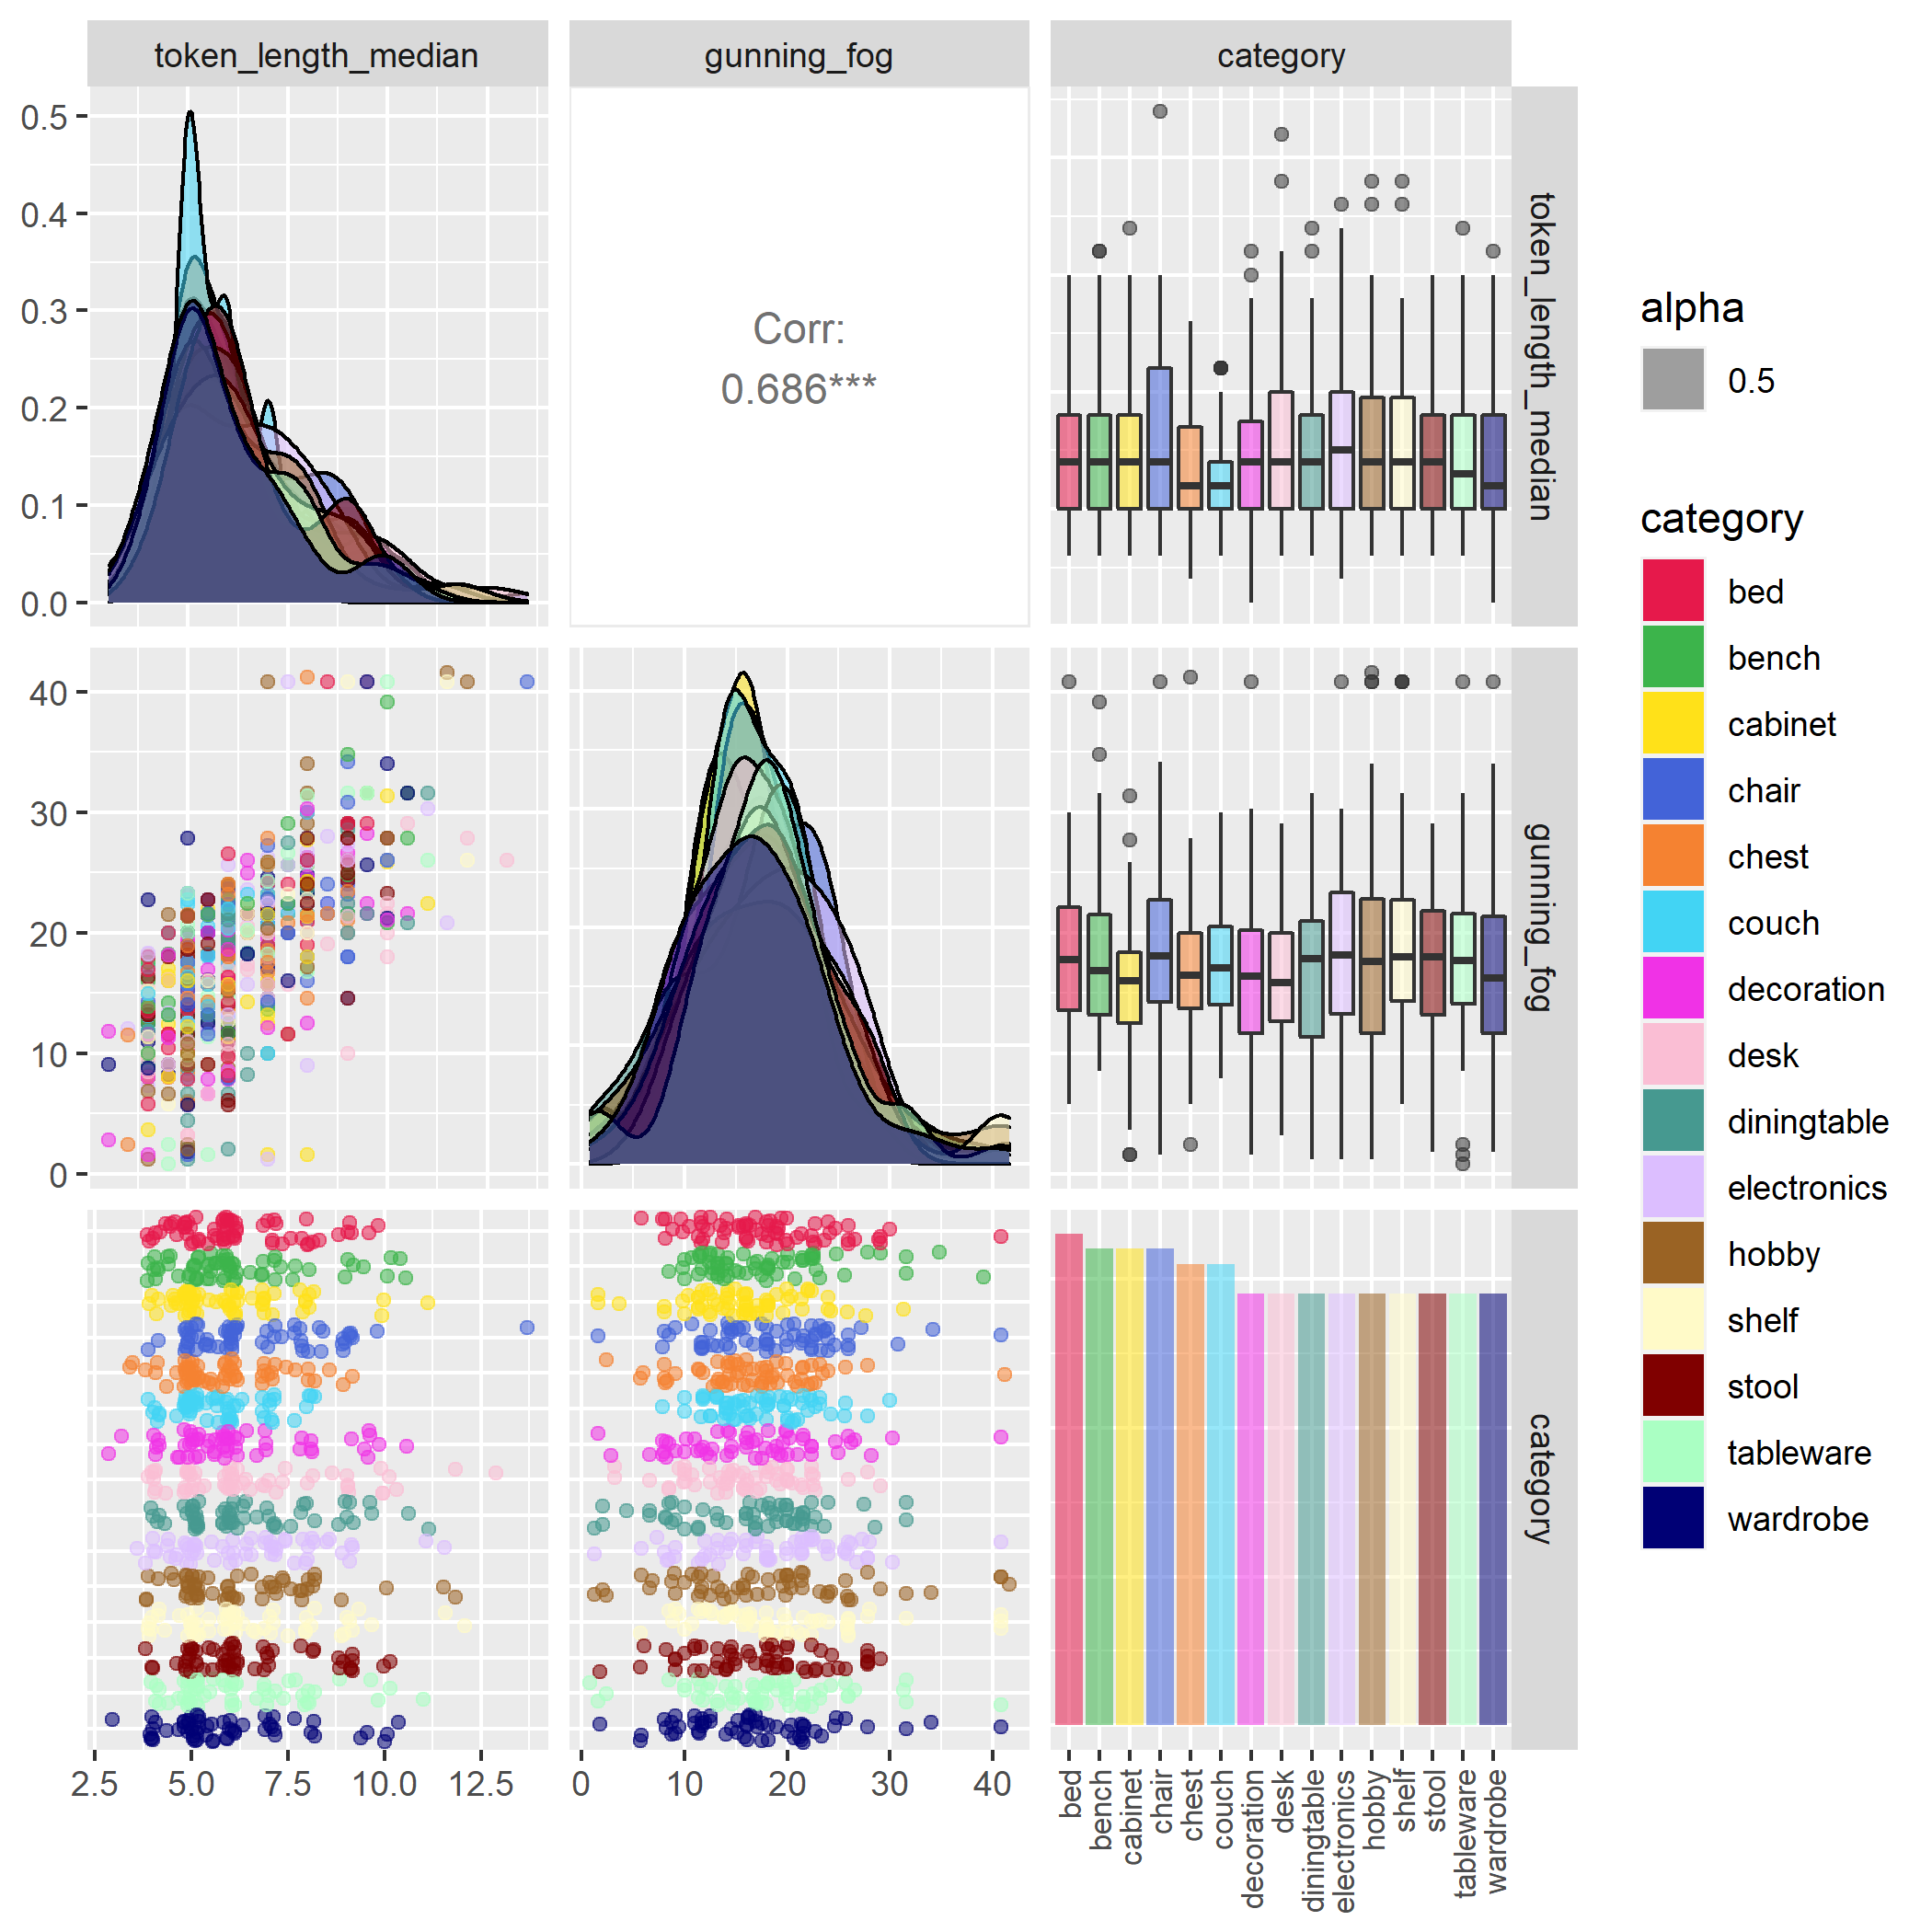 token_length_median
gunning_fog
category
0.5
0.4
0.3
0.2
0.1
0.0
Corr:
0.686***
token_length_median
40
30
20
10
0
gunning_fog
category
2.5
5.0
7.5
10.0
12.5
0
10
20
30
40
bed
bench
cabinet
chair
chest
couch
decoration
desk
diningtable
electronics
hobby
shelf
stool
tableware
wardrobe
alpha
0.5
category
bed
bench
cabinet
chair
chest
couch
decoration
desk
diningtable
electronics
hobby
shelf
stool
tableware
wardrobe